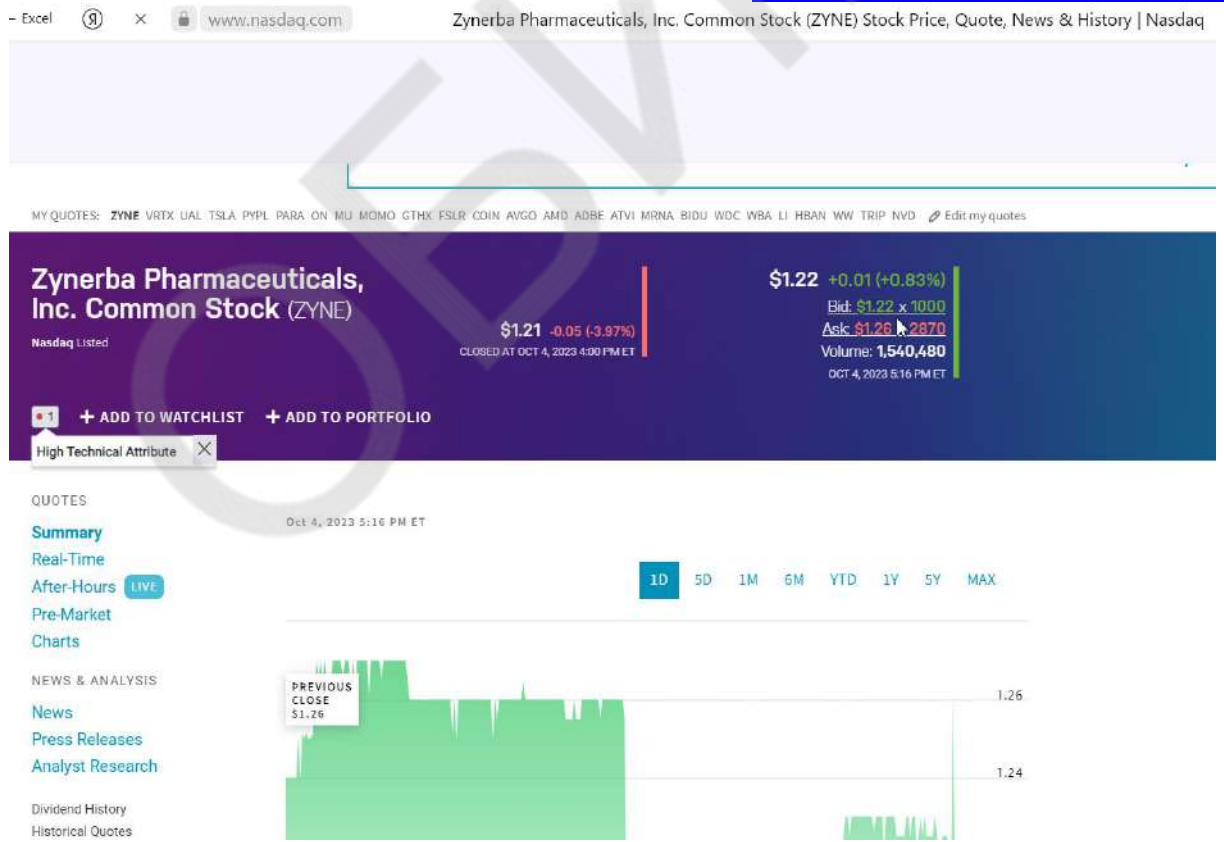 – Excel Я × www.nasdaq.com Zynerba Pharmaceuticals, Inc. Common Stock (ZYNE) Stock Price, Quote, News & History | Nasdaq
MY QUOTES: ZYNE VRTX UAL TSLA PYPL PARA ON MU MOMO GTHX FSLR COIN AVGO AMD ADBE ATVI MRNA BIDU WDC WBA LI HBAN WW TRIP NVD Edit my quotes
Zynerba Pharmaceuticals,
Inc. Common Stock (ZYNE)
Nasdaq Listed
$1.21 -0.05 (-3.97%)
CLOSED AT OCT 4, 2023 4:00 PM ET
$1.22 +0.01 (+0.83%)
Bid: $1.22 x 1000
Ask: $1.26 2870
Volume: 1,540,480
OCT 4, 2023 5:16 PM ET
1 + ADD TO WATCHLIST + ADD TO PORTFOLIO
High Technical Attribute ×
QUOTES
Summary
Real-Time
After-Hours LIVE
Pre-Market
Charts
NEWS & ANALYSIS
News
Press Releases
Analyst Research
Dividend History
Historical Quotes
Oct 4, 2023 5:16 PM ET
1D 5D 1M 6M YTD 1Y 5Y MAX
PREVIOUS
CLOSE
$1.26
1.26
1.24